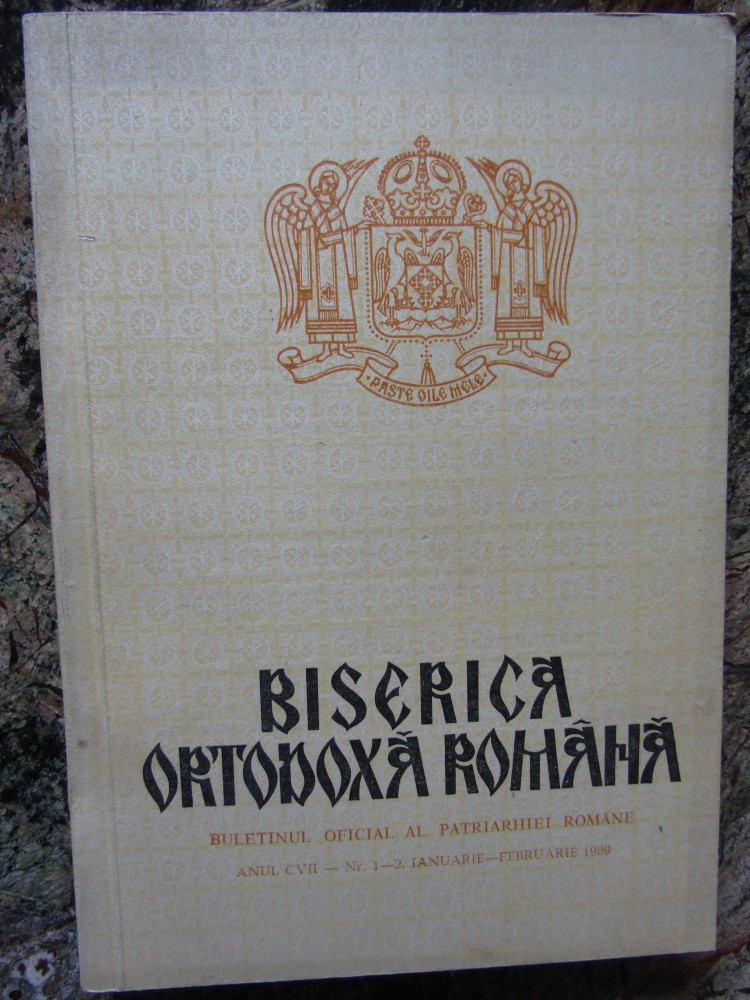 · PASTE OILE MELE ·
BISERICA
ORTODOXĂ ROMÂNĂ
BULETINUL OFICIAL AL PATRIARHIEI ROMÂNE
ANUL CVII — Nr. 1—2, IANUARIE—FEBRUARIE 1989